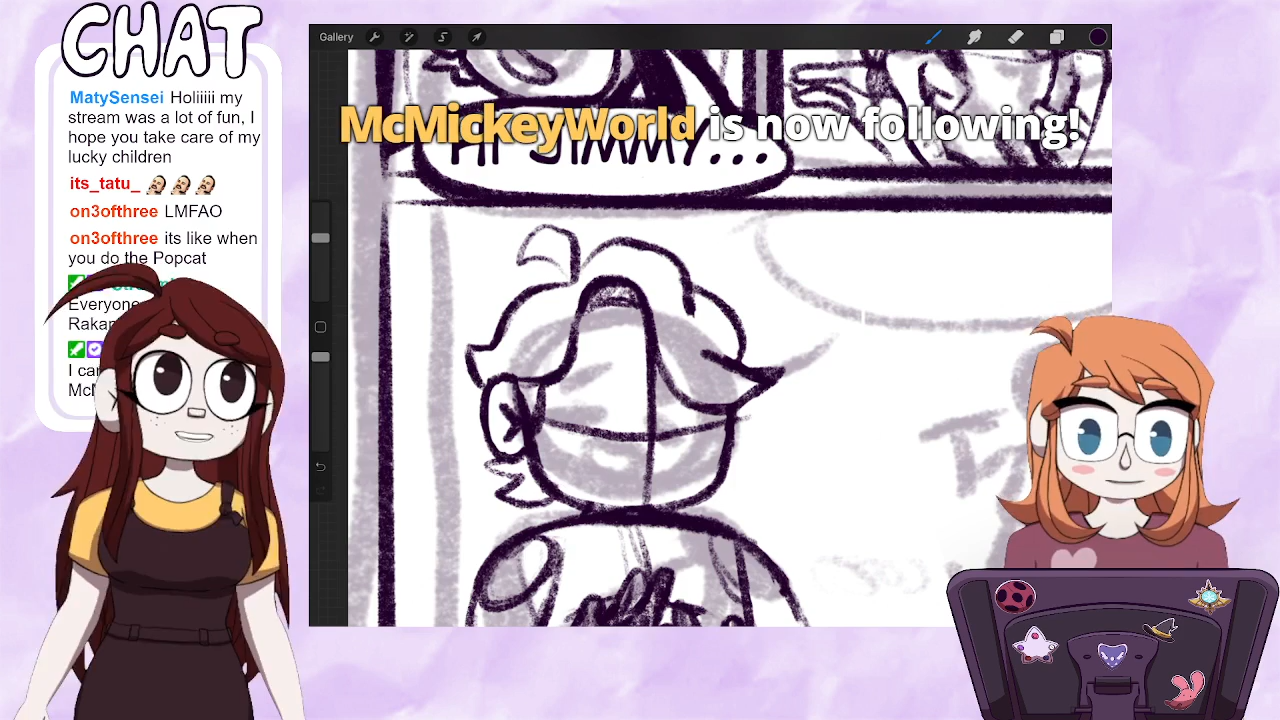 CHAT
MatySensei Holiiiii my
stream was a lot of fun, I
hope you take care of my
lucky children
its_tatu_
on3ofthree LMFAO
on3ofthree its like when
you do the Popcat
Everyone
Gallery
McMickeyWorld is now following!
HI JIMMY...